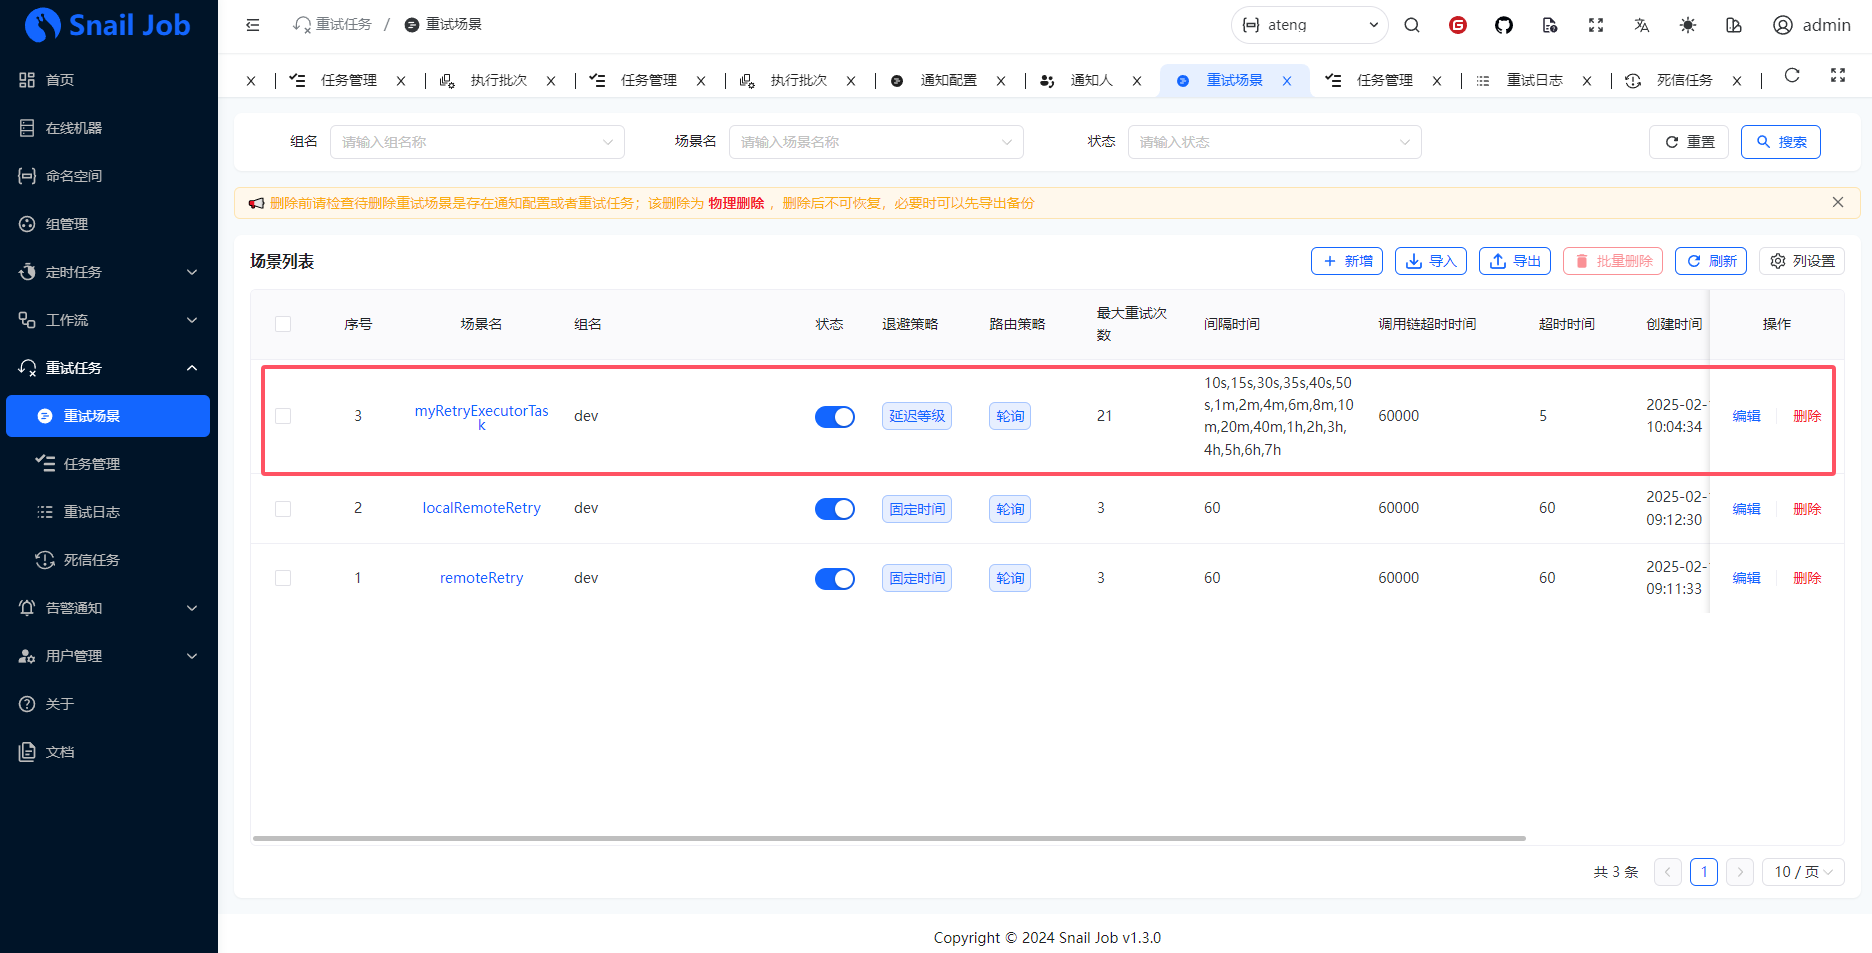 Snail Job
首页
在线机器
命名空间
组管理
定时任务
工作流
重试任务
重试场景
任务管理
重试日志
死信任务
告警通知
用户管理
关于
文档
重试任务 / 重试场景
ateng
admin
任务管理 执行批次 任务管理 执行批次 通知配置 通知人 重试场景 任务管理 重试日志 死信任务
组名 请输入组名称 场景名 请输入场景名称 状态 请输入状态 重置 搜索
删除前请检查待删除重试场景是存在通知配置或者重试任务；该删除为 物理删除 ，删除后不可恢复，必要时可以先导出备份
场景列表 新增 导入 导出 批量删除 刷新 列设置
序号 场景名 组名 状态 退避策略 路由策略 最大重试次数 间隔时间 调用链超时时间 超时时间 创建时间 操作
3 myRetryExecutorTask dev 延迟等级 轮询 21 10s,15s,30s,35s,40s,50s,1m,2m,4m,6m,8m,10m,20m,40m,1h,2h,3h,4h,5h,6h,7h 60000 5 2025-02- 10:04:34 编辑 删除
2 localRemoteRetry dev 固定时间 轮询 3 60 60000 60 2025-02- 09:12:30 编辑 删除
1 remoteRetry dev 固定时间 轮询 3 60 60000 60 2025-02- 09:11:33 编辑 删除
共 3 条 1 10 / 页
Copyright © 2024 Snail Job v1.3.0